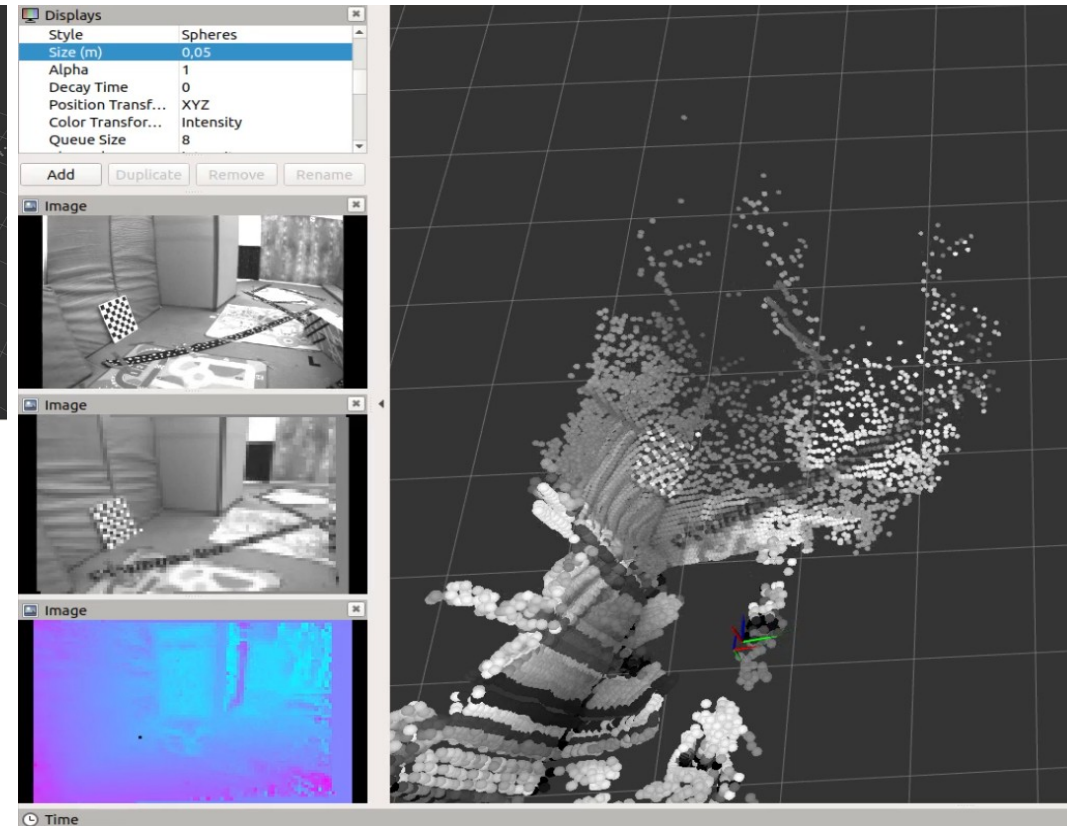 Displays
Style Spheres
Size (m) 0,05
Alpha 1
Decay Time 0
Position Transf... XYZ
Color Transfor... Intensity
Queue Size 8
Add Duplicate Remove Rename
Image
Image
Image
Time